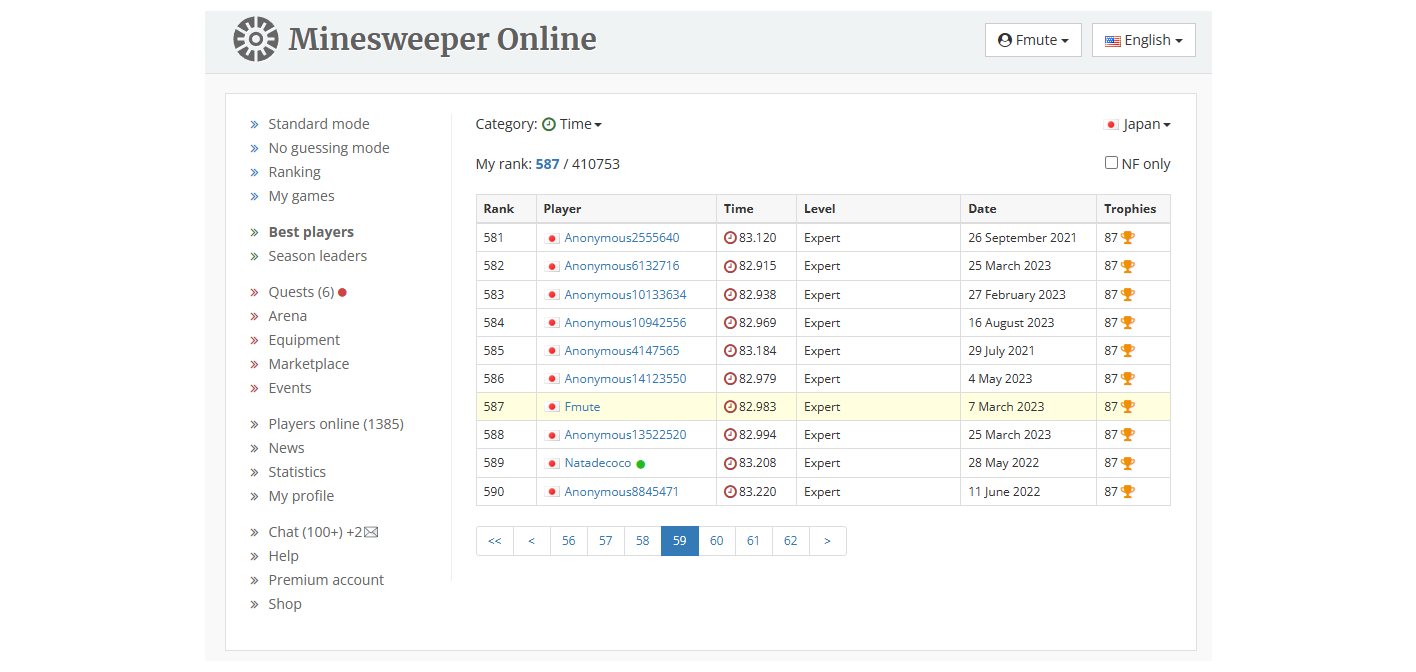 Minesweeper Online
Fmute
English
Standard mode
No guessing mode
Ranking
My games
Best players
Season leaders
Quests (6)
Arena
Equipment
Marketplace
Events
Players online (1385)
News
Statistics
My profile
Chat (100+) +2
Help
Premium account
Shop
Category: Time
Japan
My rank: 587 / 410753
NF only
Rank Player Time Level Date Trophies
581 Anonymous2555640 83.120 Expert 26 September 2021 87
582 Anonymous6132716 82.915 Expert 25 March 2023 87
583 Anonymous10133634 82.938 Expert 27 February 2023 87
584 Anonymous10942556 82.969 Expert 16 August 2023 87
585 Anonymous4147565 83.184 Expert 29 July 2021 87
586 Anonymous14123550 82.979 Expert 4 May 2023 87
587 Fmute 82.983 Expert 7 March 2023 87
588 Anonymous13522520 82.994 Expert 25 March 2023 87
589 Natadecoco 83.208 Expert 28 May 2022 87
590 Anonymous8845471 83.220 Expert 11 June 2022 87
<< < 56 57 58 59 60 61 62 >